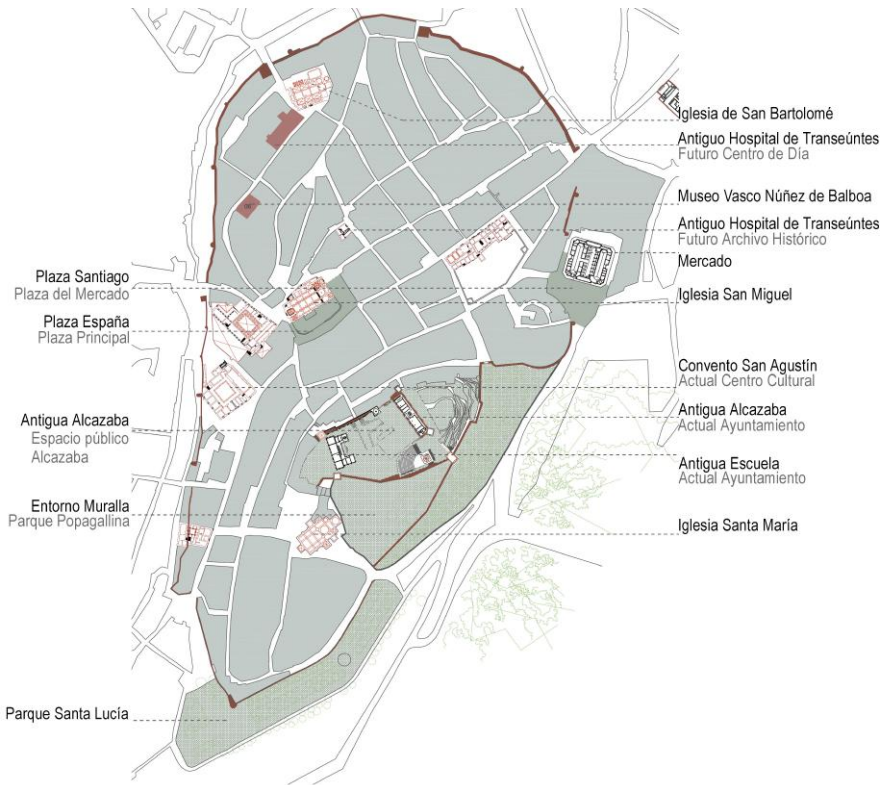 Iglesia de San Bartolomé
Antiguo Hospital de Transeúntes
Futuro Centro de Día
Museo Vasco Núñez de Balboa
Antiguo Hospital de Transeúntes
Futuro Archivo Histórico
Mercado
Iglesia San Miguel
Convento San Agustín
Actual Centro Cultural
Antigua Alcazaba
Actual Ayuntamiento
Antigua Escuela
Actual Ayuntamiento
Iglesia Santa María
Plaza Santiago
Plaza del Mercado
Plaza España
Plaza Principal
Antigua Alcazaba
Espacio público
Alcazaba
Entorno Muralla
Parque Popagallina
Parque Santa Lucía